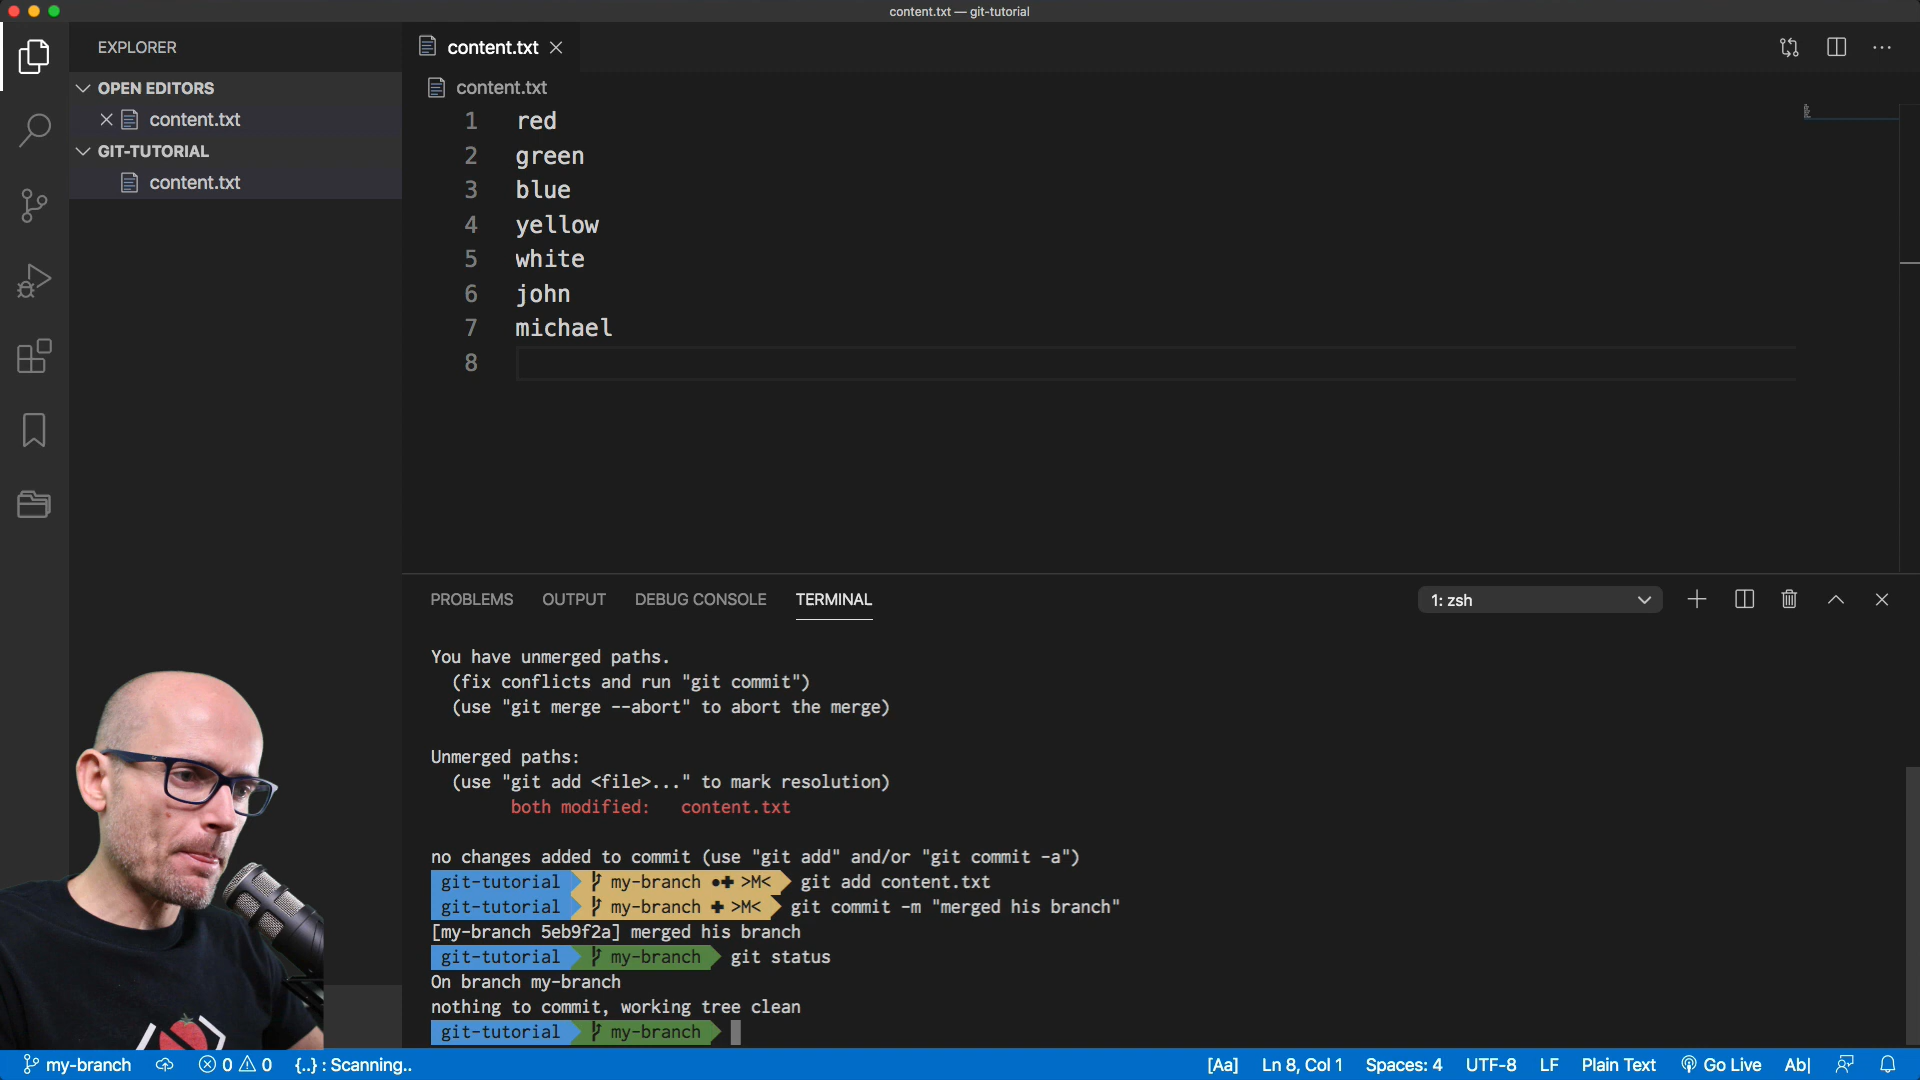 content.txt — git-tutorial
EXPLORER
OPEN EDITORS
content.txt
GIT-TUTORIAL
content.txt
content.txt
content.txt
1 red
2 green
3 blue
4 yellow
5 white
6 john
7 michael
8
PROBLEMS OUTPUT DEBUG CONSOLE TERMINAL 1: zsh
You have unmerged paths.
(fix conflicts and run "git commit")
(use "git merge --abort" to abort the merge)
Unmerged paths:
(use "git add <file>..." to mark resolution)
both modified: content.txt
no changes added to commit (use "git add" and/or "git commit -a")
git-tutorial my-branch ●✚ >M< git add content.txt
git-tutorial my-branch ✚ >M< git commit -m "merged his branch"
[my-branch 5eb9f2a] merged his branch
git-tutorial my-branch git status
On branch my-branch
nothing to commit, working tree clean
git-tutorial my-branch
my-branch 0 0 {..} : Scanning.. [Aa] Ln 8, Col 1 Spaces: 4 UTF-8 LF Plain Text Go Live Ab|